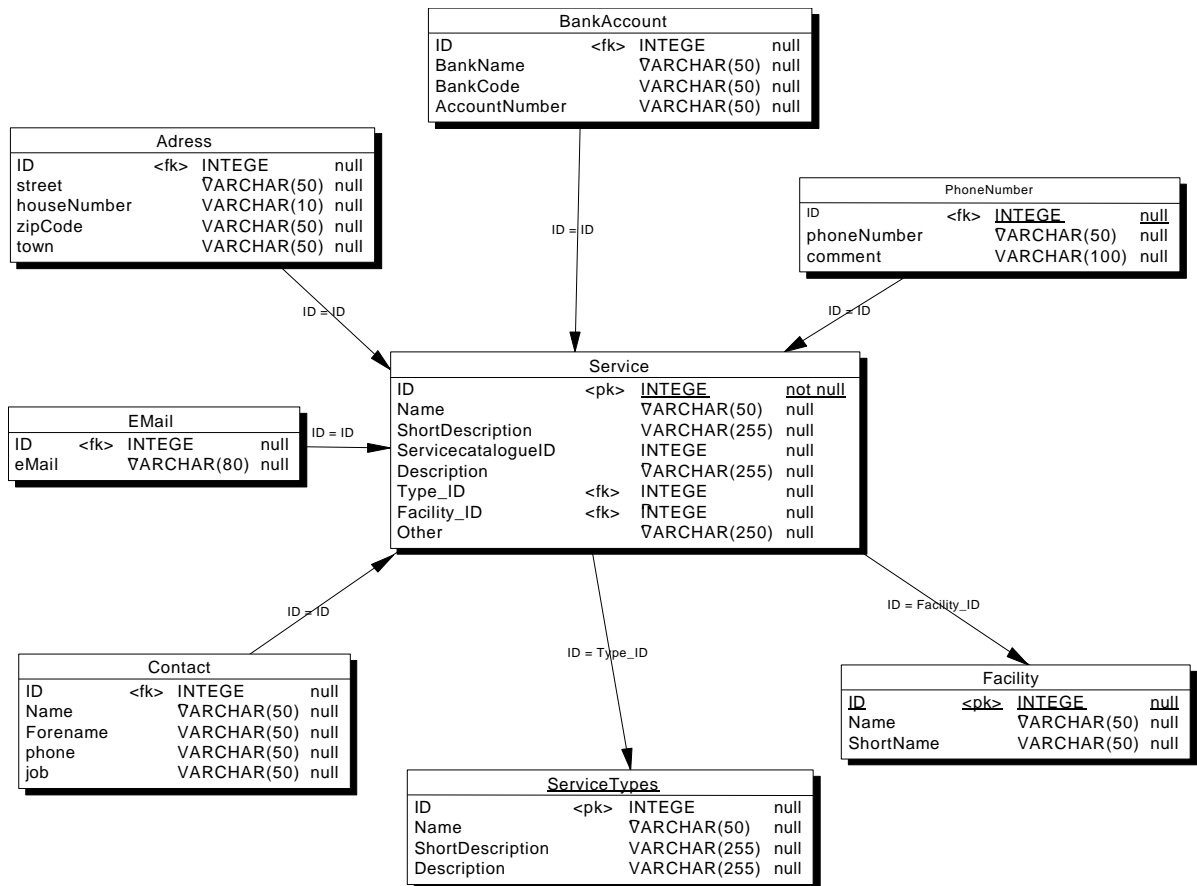 BankAccount
ID <fk> INTEGE null
BankName VARCHAR(50) null
BankCode VARCHAR(50) null
AccountNumber VARCHAR(50) null
Adress
ID <fk> INTEGE null
street VARCHAR(50) null
houseNumber VARCHAR(10) null
zipCode VARCHAR(50) null
town VARCHAR(50) null
PhoneNumber
ID <fk> INTEGE null
phoneNumber VARCHAR(50) null
comment VARCHAR(100) null
ID = ID
ID = ID
ID = ID
Service
ID <pk> INTEGE not null
Name VARCHAR(50) null
ShortDescription VARCHAR(255) null
ServicecatalogueID INTEGE null
Description VARCHAR(255) null
Type_ID <fk> INTEGE null
Facility_ID <fk> INTEGE null
Other VARCHAR(250) null
EMail
ID <fk> INTEGE null
eMail VARCHAR(80) null
ID = ID
ID = ID
ID = Type_ID
ID = Facility_ID
Contact
ID <fk> INTEGE null
Name VARCHAR(50) null
Forename VARCHAR(50) null
phone VARCHAR(50) null
job VARCHAR(50) null
Facility
ID <pk> INTEGE null
Name VARCHAR(50) null
ShortName VARCHAR(50) null
ServiceTypes
ID <pk> INTEGE null
Name VARCHAR(50) null
ShortDescription VARCHAR(255) null
Description VARCHAR(255) null